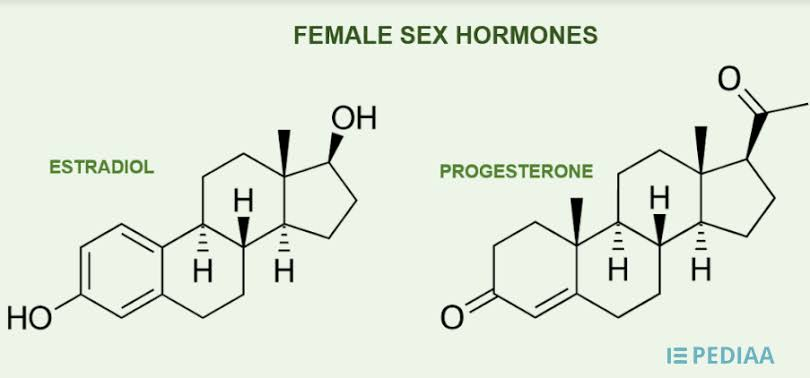 FEMALE SEX HORMONES
ESTRADIOL
OH
H
H
H
HO
PROGESTERONE
O
H
H
H
O
PEDIAA